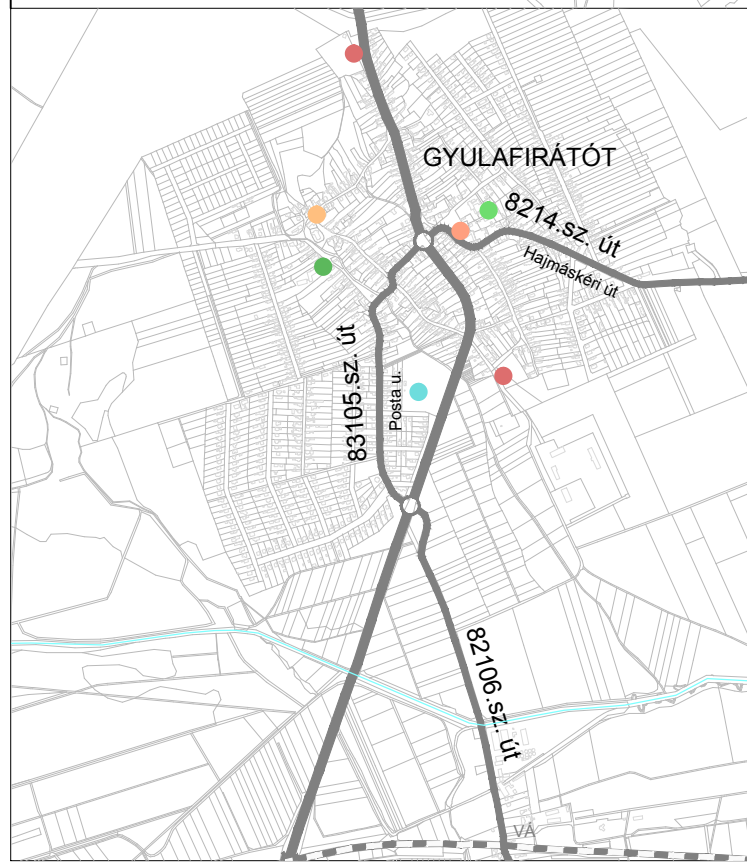 GYULAFIRÁTÓT
8214.sz. út
Hajmáskéri út
83105.sz. út
Posta u.
82106.sz. út
VÁ